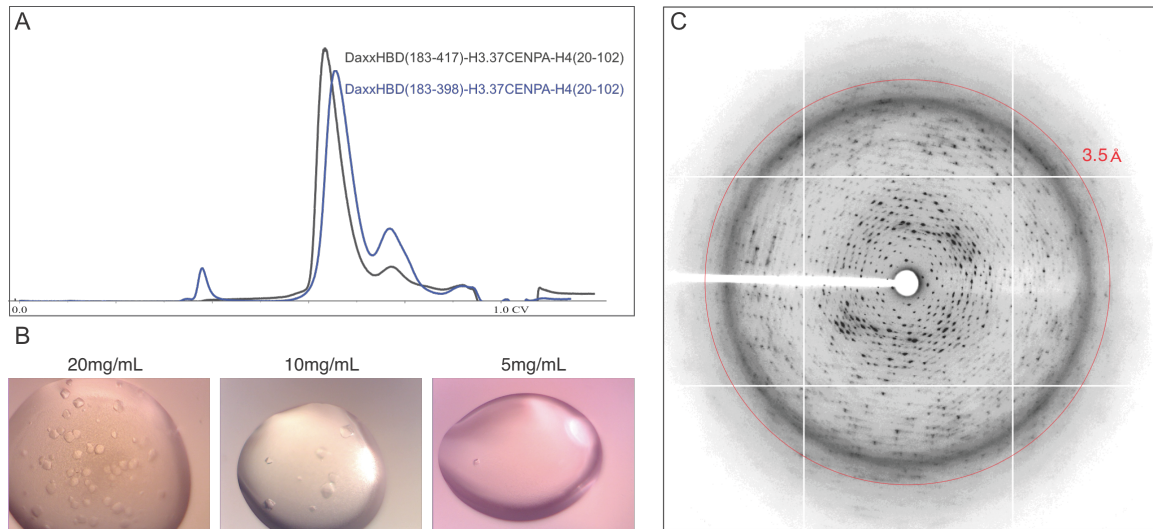 A
DaxxHBD(183-417)-H3.37CENPA-H4(20-102)
DaxxHBD(183-398)-H3.37CENPA-H4(20-102)
0.0
1.0 CV
B
20mg/mL
10mg/mL
5mg/mL
C
3.5 Å